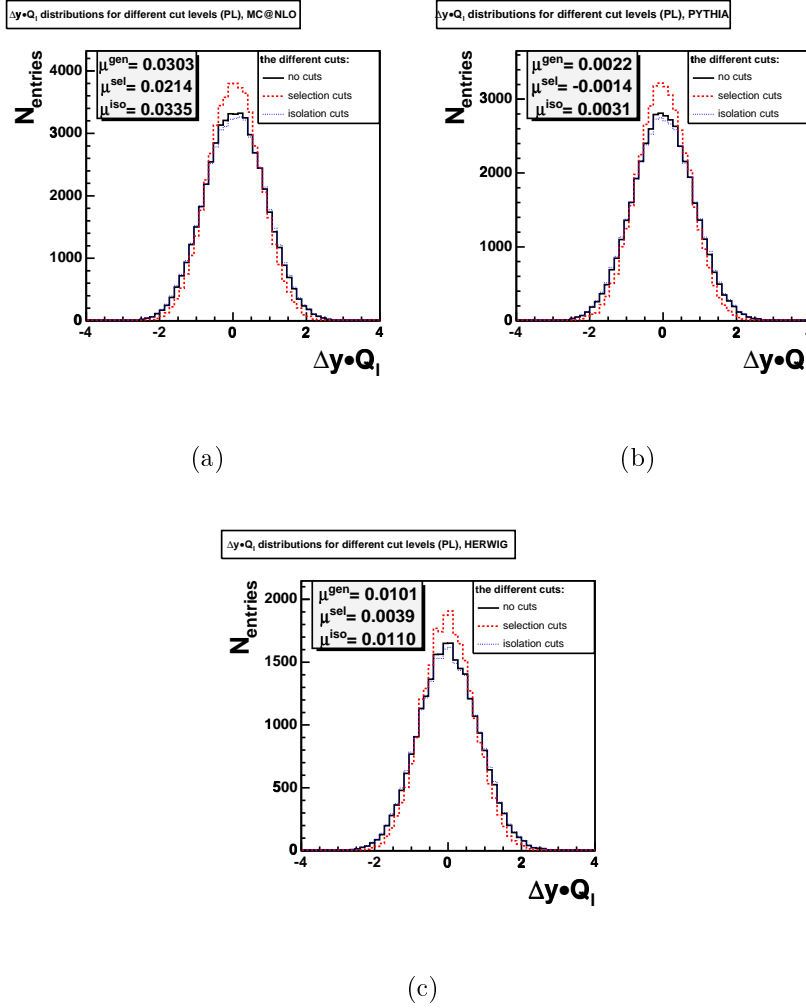 Δy•Q_l distributions for different cut levels (PL), MC@NLO
N_entries
4000
3000
2000
1000
0
μ^gen= 0.0303
μ^sel= 0.0214
μ^iso= 0.0335
the different cuts:
no cuts
selection cuts
isolation cuts
-4 -2 0 2 4
Δy•Q_l
(a)
Δy•Q_l distributions for different cut levels (PL), PYTHIA
N_entries
3000
2000
1000
0
μ^gen= 0.0022
μ^sel= -0.0014
μ^iso= 0.0031
the different cuts:
no cuts
selection cuts
isolation cuts
-4 -2 0 2 4
Δy•Q
(b)
Δy•Q_l distributions for different cut levels (PL), HERWIG
N_entries
2000
1500
1000
500
0
μ^gen= 0.0101
μ^sel= 0.0039
μ^iso= 0.0110
the different cuts:
no cuts
selection cuts
isolation cuts
-4 -2 0 2 4
Δy•Q_l
(c)